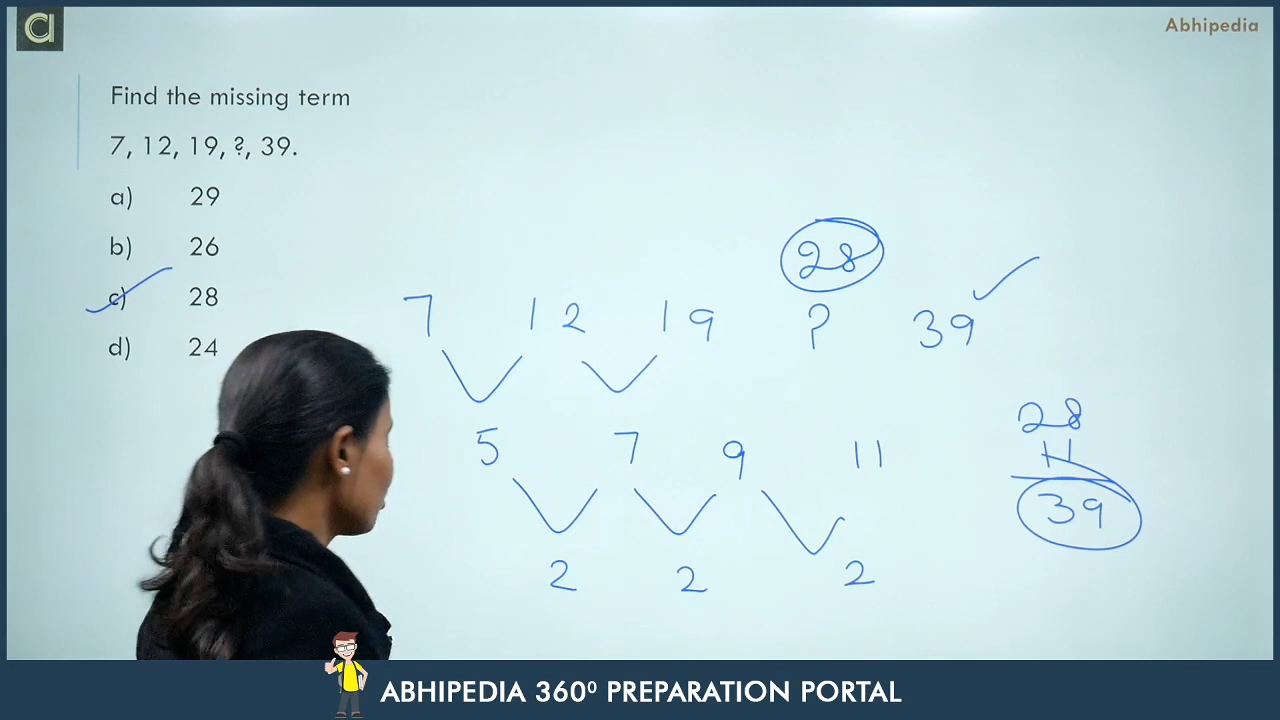 Abhipedia
Find the missing term
7, 12, 19, ?, 39.
a) 29
b) 26
c) 28
d) 24
28
7 12 19 ? 39
5 7 9 11
2 2 2
28
11
39
ABHIPEDIA 360⁰ PREPARATION PORTAL